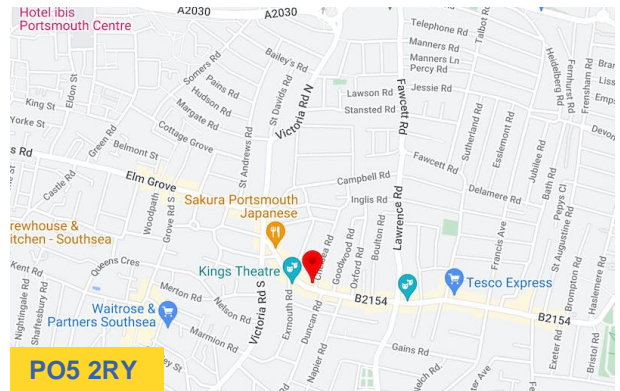 Hotel ibis
Portsmouth Centre
A2030
A2030
Telephone Rd
Talbot Rd
Manners Rd
Manners Ln
Percy Rd
Heidelberg Rd
Fernhurst Rd
Frensham Rd
Bailey's Rd
Somers Rd
Pains Rd
Hudson Rd
Margate Rd
St Davids Rd
Victoria Rd N
Lawson Rd
Jessie Rd
Stansted Rd
Fawcett Rd
Eldon St
King St
Yorke St
Green Rd
Cottage Grove
Belmont St
St Andrews Rd
Sutherland Rd
Esslemont Rd
Devon
Jubilee Rd
Fawcett Rd
s Rd
Castle Rd
Elm Grove
Campbell Rd
Delamere Rd
Bath Rd
Pepys Cl
Woodpath
Grove Rd S
Sakura Portsmouth
Japanese
Inglis Rd
Lawrence Rd
rewhouse &
itchen - Southsea
Chelsea Rd
Goodwood Rd
Oxford Rd
Boulton Rd
Francis Ave
St Augustine Rd
Kent Rd
Queens Cres
Kings Theatre
Tesco Express
Brompton Rd
Haslemere
Nightingale Rd
Shaftesbury Rd
Merton Rd
Nelson Rd
Victoria Rd S
Exmouth Rd
Duncan Rd
B2154
B2154
Waitrose &
Partners Southsea
Marmion Rd
Napier Rd
Gains Rd
Exeter Rd
Bristol Rd
PO5 2RY